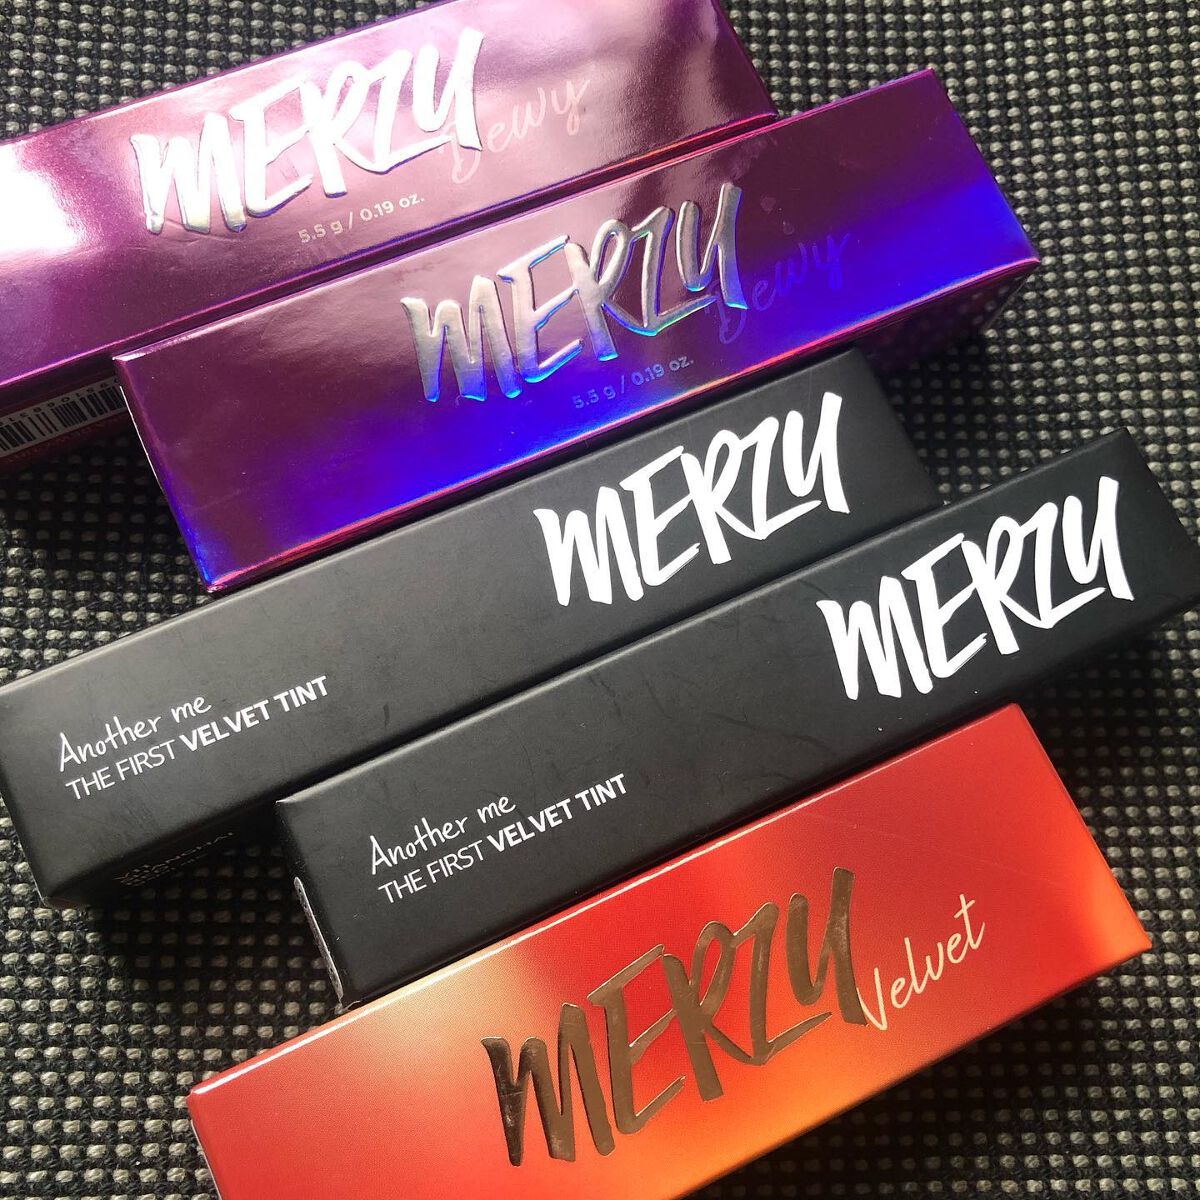 MERZY
Dewy
5.5 g / 0.19 oz.
MERZY
Dewy
5.5 g / 0.19 oz.
MERZY
Another me
THE FIRST VELVET TINT
MERZY
Another me
THE FIRST VELVET TINT
MERZY
Velvet